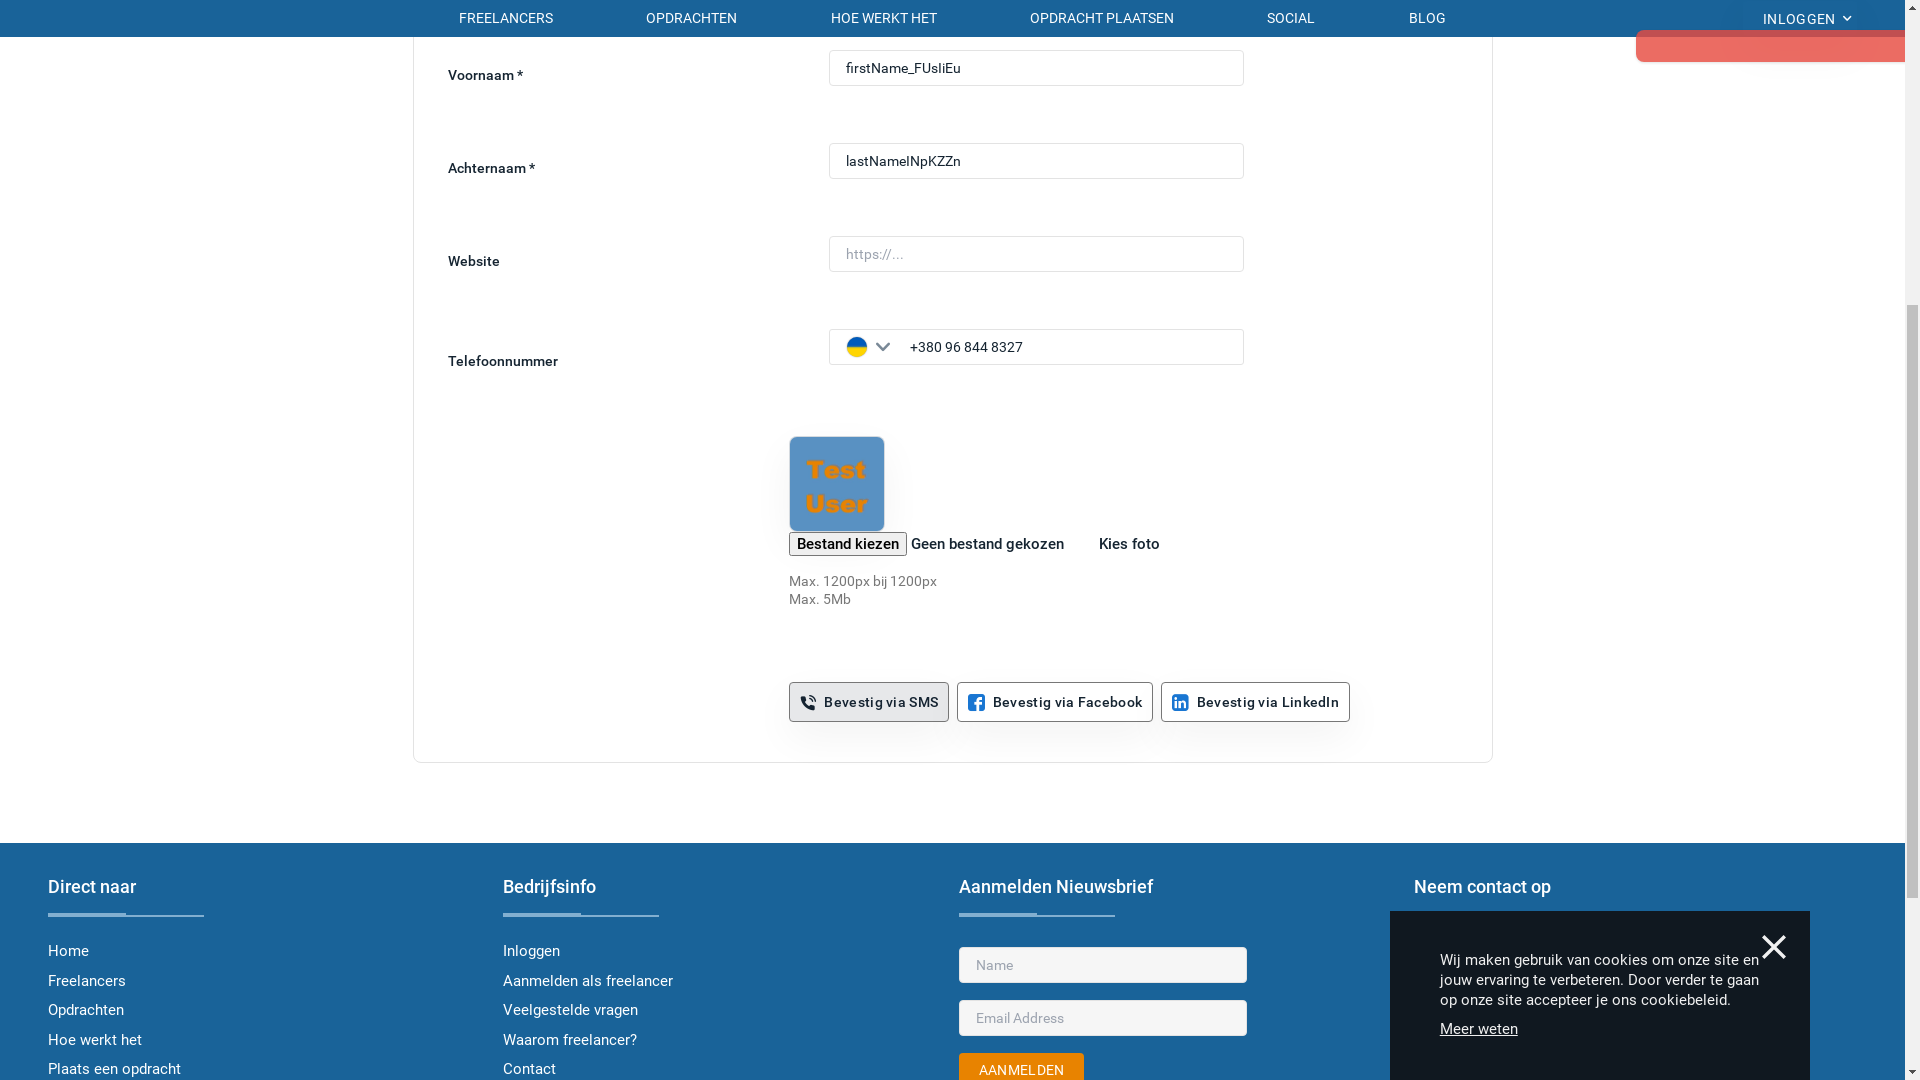 FREELANCERS OPDRACHTEN HOE WERKT HET OPDRACHT PLAATSEN SOCIAL BLOG INLOGGEN
Voornaam * firstName_FUsIiEu
Achternaam * lastNameINpKZZn
Website https://...
Telefoonnummer +380 96 844 8327
Test
User
Bestand kiezen Geen bestand gekozen Kies foto
Max. 1200px bij 1200px
Max. 5Mb
Bevestig via SMS Bevestig via Facebook Bevestig via LinkedIn
Direct naar
Home
Freelancers
Opdrachten
Hoe werkt het
Plaats een opdracht
Bedrijfsinfo
Inloggen
Aanmelden als freelancer
Veelgestelde vragen
Waarom freelancer?
Contact
Aanmelden Nieuwsbrief
Name
Email Address
AANMELDEN
Neem contact op
Wij maken gebruik van cookies om onze site en
jouw ervaring te verbeteren. Door verder te gaan
op onze site accepteer je ons cookiebeleid.
Meer weten